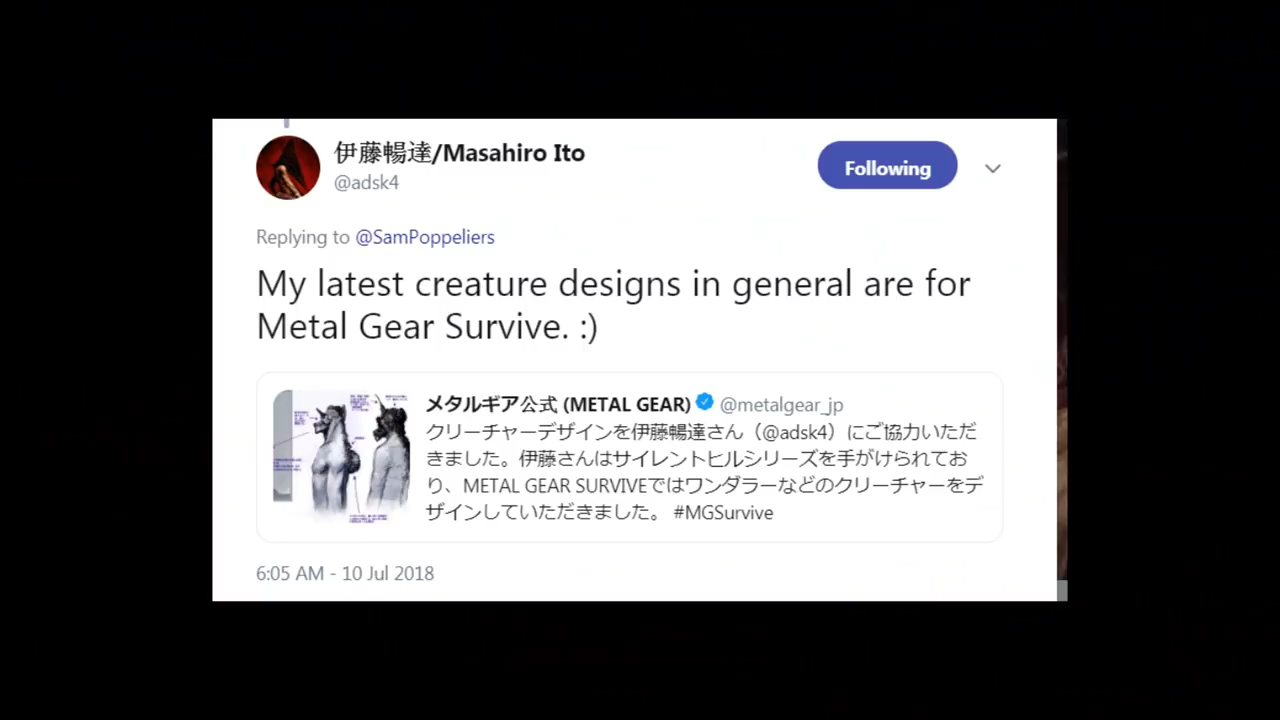 伊藤暢達/Masahiro Ito
@adsk4
Following
Replying to @SamPoppeliers
My latest creature designs in general are for
Metal Gear Survive. :)
メタルギア公式 (METAL GEAR) @metalgear_jp
クリーチャーデザインを伊藤暢達さん（@adsk4）にご協力いただ
きました。伊藤さんはサイレントヒルシリーズを手がけられてお
り、METAL GEAR SURVIVEではワンダラーなどのクリーチャーをデ
ザインしていただきました。 #MGSurvive
6:05 AM - 10 Jul 2018